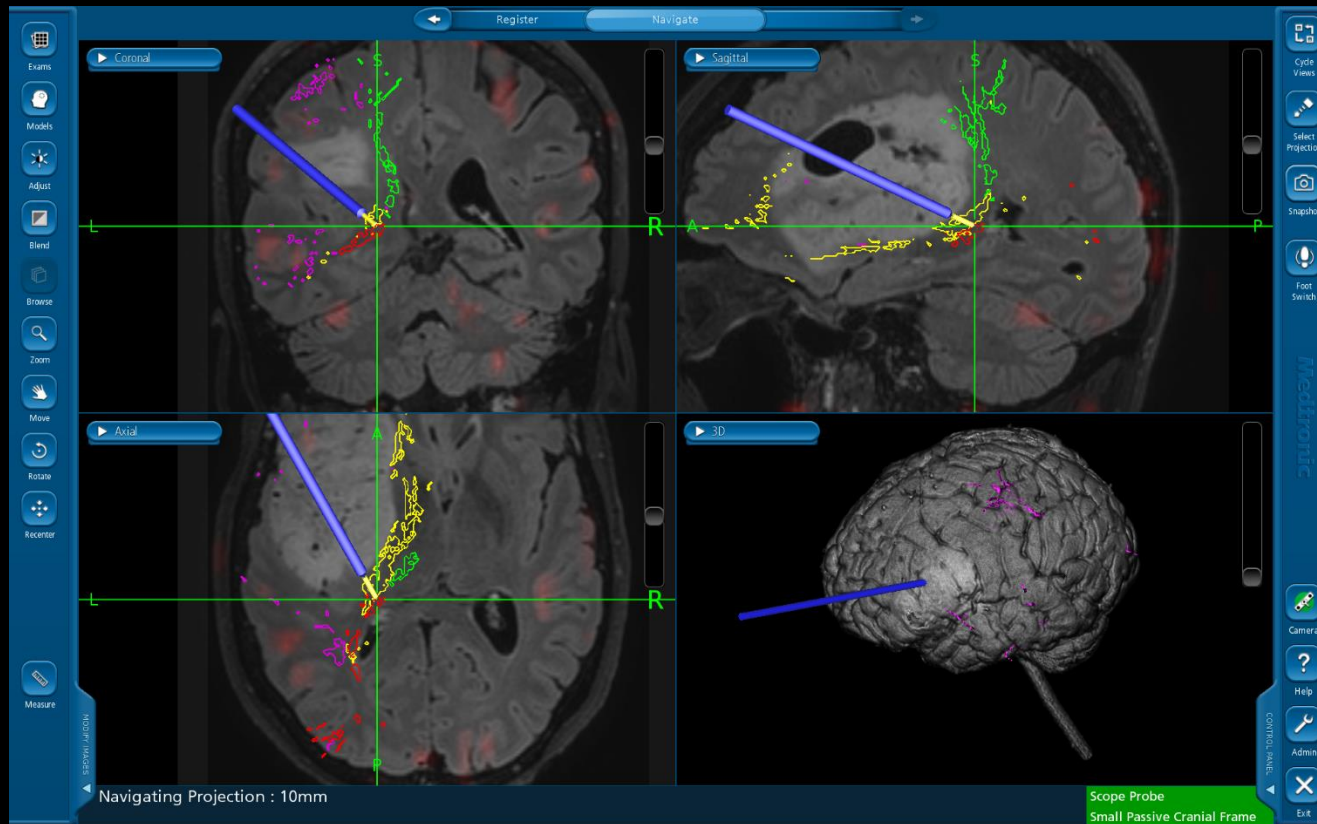 Register
Navigate
Exams
Models
Adjust
Blend
Browse
Zoom
Move
Rotate
Recenter
Measure
MODIFY IMAGES
Coronal
S
L
R
Sagittal
S
A
P
Axial
A
L
R
P
3D
Cycle
Views
Select
Projection
Snapshot
Foot
Switch
Medtronic
Camera
Help
Admin
Exit
CONTROL PANEL
Navigating Projection : 10mm
Scope Probe
Small Passive Cranial Frame